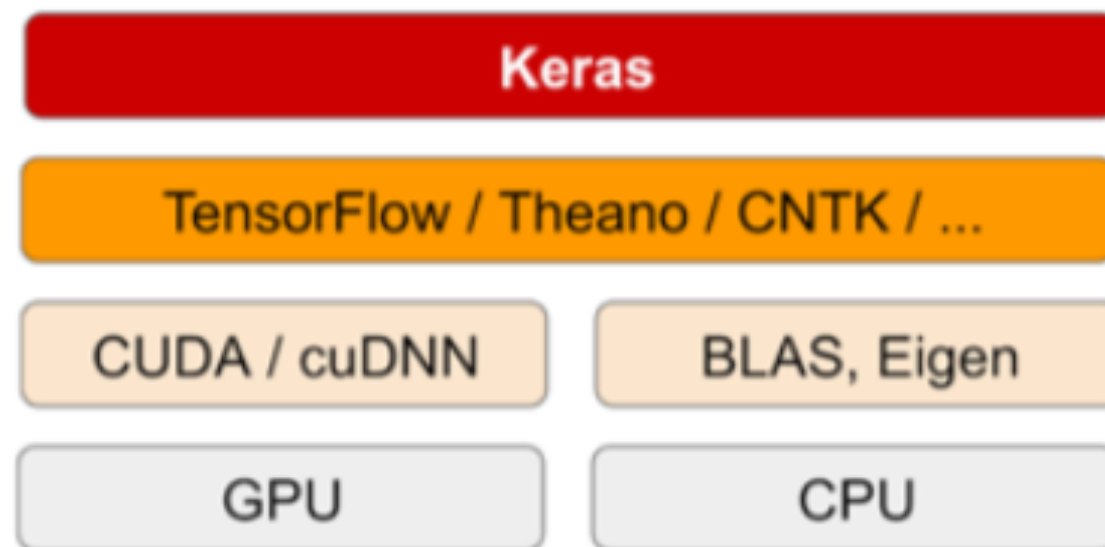 Keras
TensorFlow / Theano / CNTK / ...
CUDA / cuDNN
BLAS, Eigen
GPU
CPU